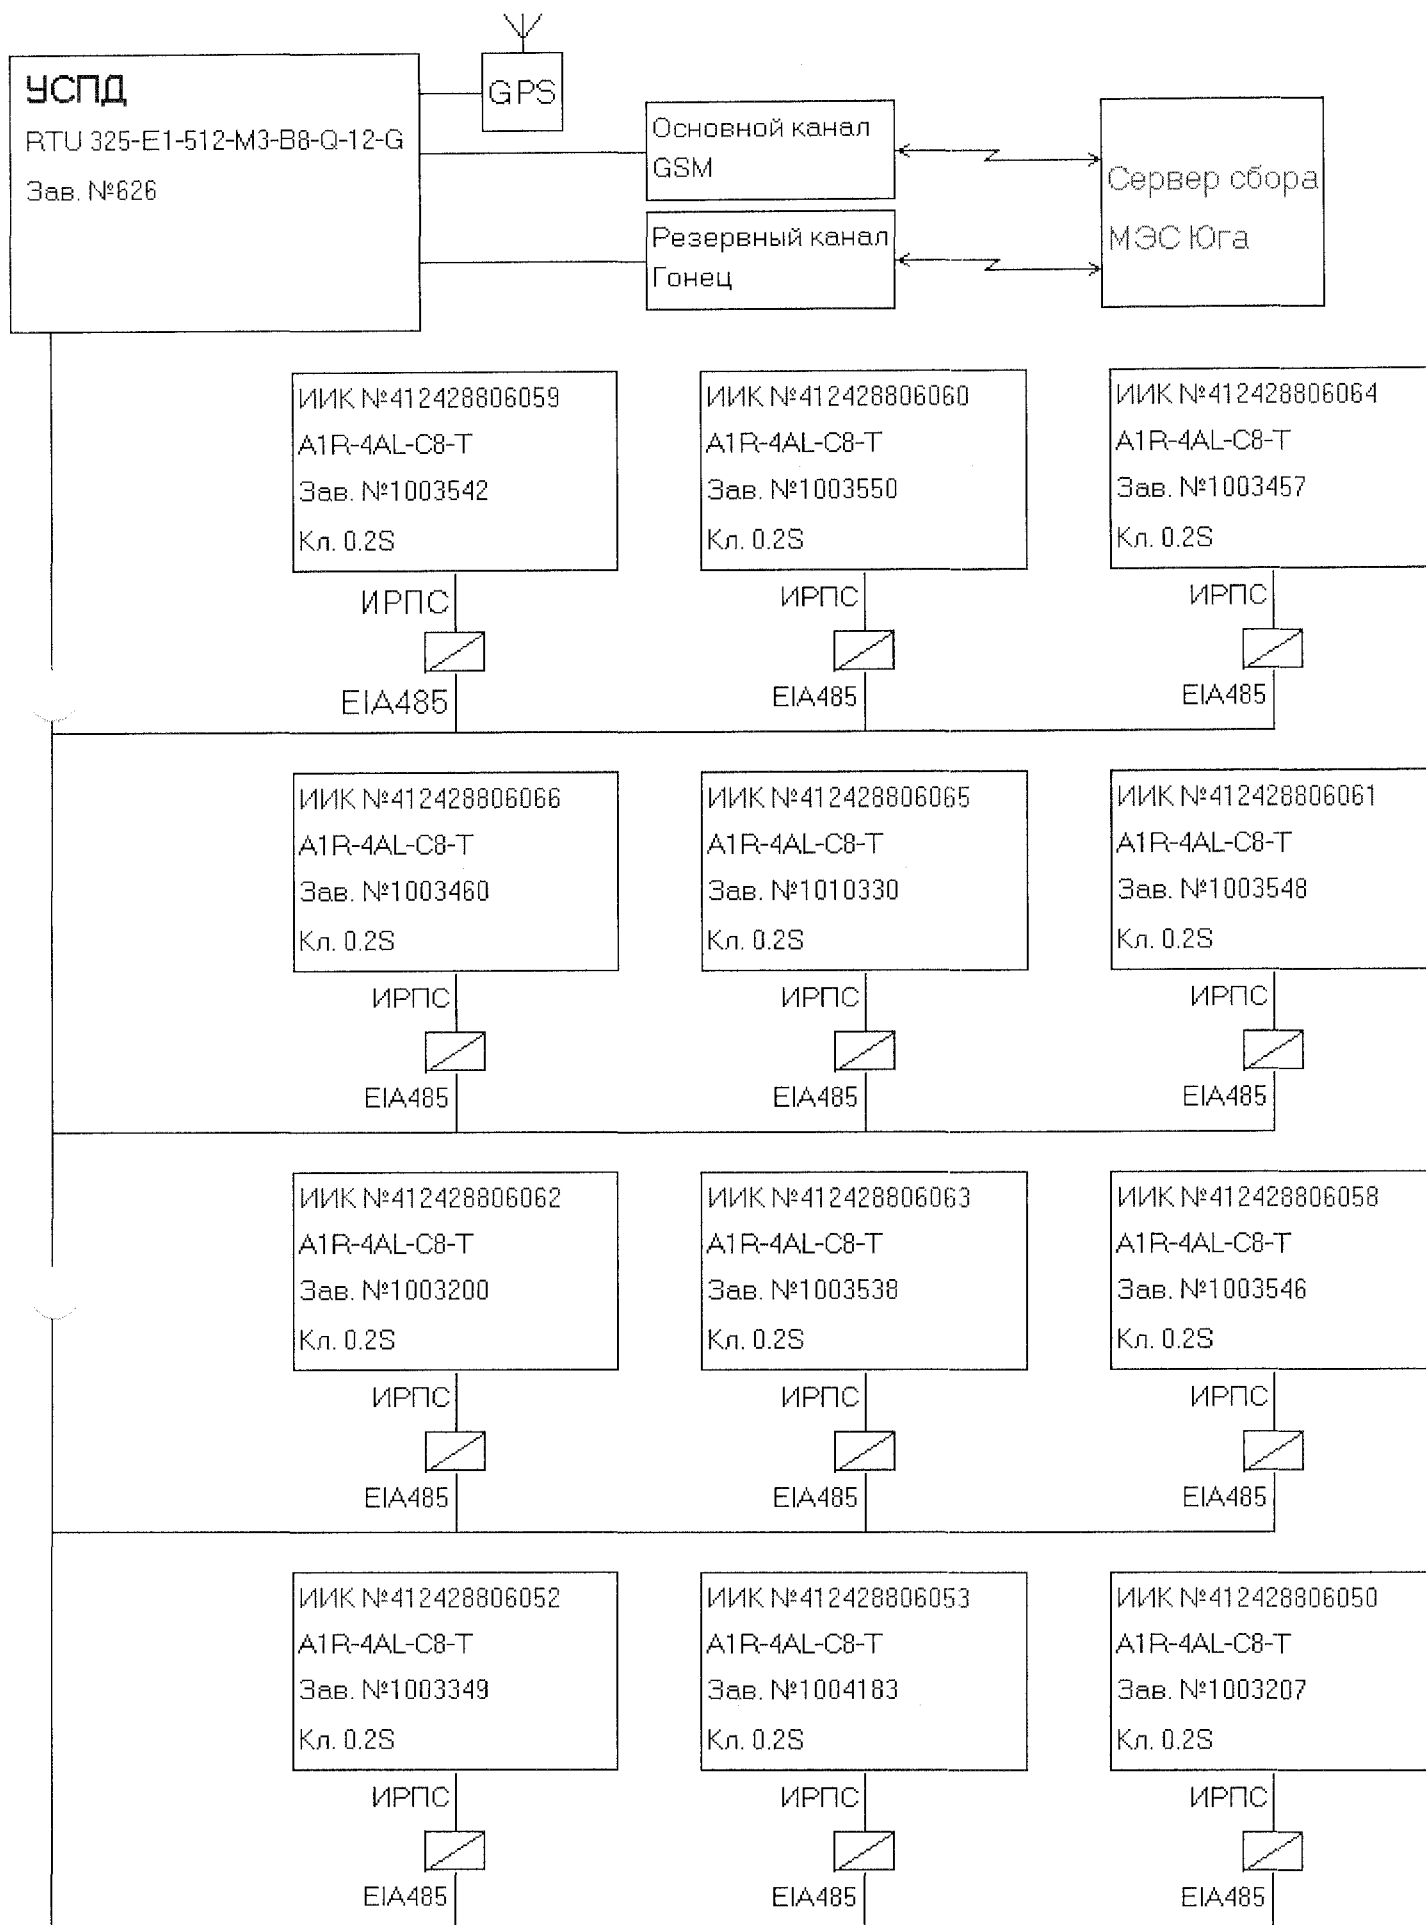 УСПД
RTU 325-E1-512-M3-B8-Q-12-G
Зав. №626
GPS
Основной канал
GSM
Резервный канал
Гонец
Сервер сбора
МЭС Юга
ИИК №412428806059
A1R-4AL-C8-T
Зав. №1003542
Кл. 0.2S
ИРПС
EIA485
ИИК №412428806060
A1R-4AL-C8-T
Зав. №1003550
Кл. 0.2S
ИРПС
EIA485
ИИК №412428806064
A1R-4AL-C8-T
Зав. №1003457
Кл. 0.2S
ИРПС
EIA485
ИИК №412428806066
A1R-4AL-C8-T
Зав. №1003460
Кл. 0.2S
ИРПС
EIA485
ИИК №412428806065
A1R-4AL-C8-T
Зав. №1010330
Кл. 0.2S
ИРПС
EIA485
ИИК №412428806061
A1R-4AL-C8-T
Зав. №1003548
Кл. 0.2S
ИРПС
EIA485
ИИК №412428806062
A1R-4AL-C8-T
Зав. №1003200
Кл. 0.2S
ИРПС
EIA485
ИИК №412428806063
A1R-4AL-C8-T
Зав. №1003538
Кл. 0.2S
ИРПС
EIA485
ИИК №412428806058
A1R-4AL-C8-T
Зав. №1003546
Кл. 0.2S
ИРПС
EIA485
ИИК №412428806052
A1R-4AL-C8-T
Зав. №1003349
Кл. 0.2S
ИРПС
EIA485
ИИК №412428806053
A1R-4AL-C8-T
Зав. №1004183
Кл. 0.2S
ИРПС
EIA485
ИИК №412428806050
A1R-4AL-C8-T
Зав. №1003207
Кл. 0.2S
ИРПС
EIA485